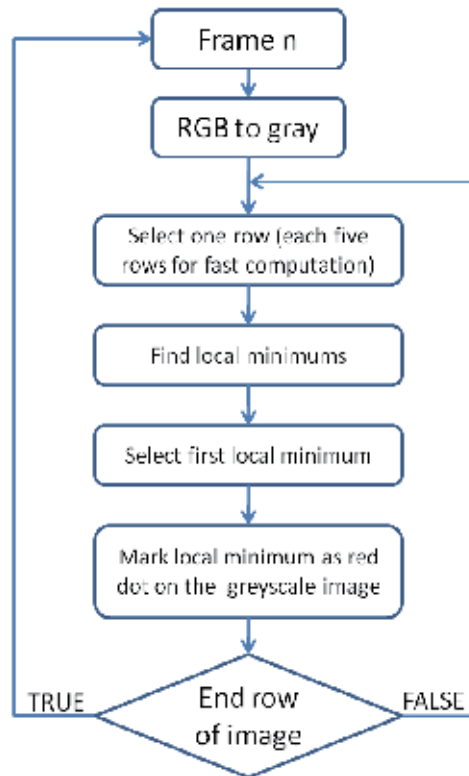 Frame n
RGB to gray
Select one row (each five
rows for fast computation)
Find local minimums
Select first local minimum
Mark local minimum as red
dot on the greyscale image
TRUE
End row
of image
FALSE